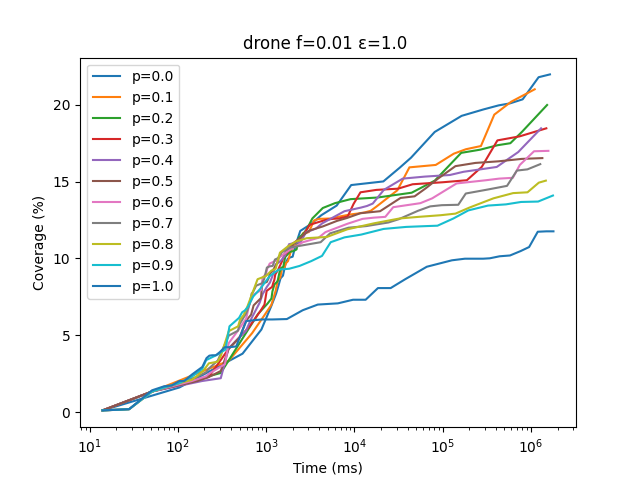 drone f=0.01 ε=1.0
Coverage (%)
20
15
10
5
0
p=0.0
p=0.1
p=0.2
p=0.3
p=0.4
p=0.5
p=0.6
p=0.7
p=0.8
p=0.9
p=1.0
10¹ 10² 10³ 10⁴ 10⁵ 10⁶
Time (ms)